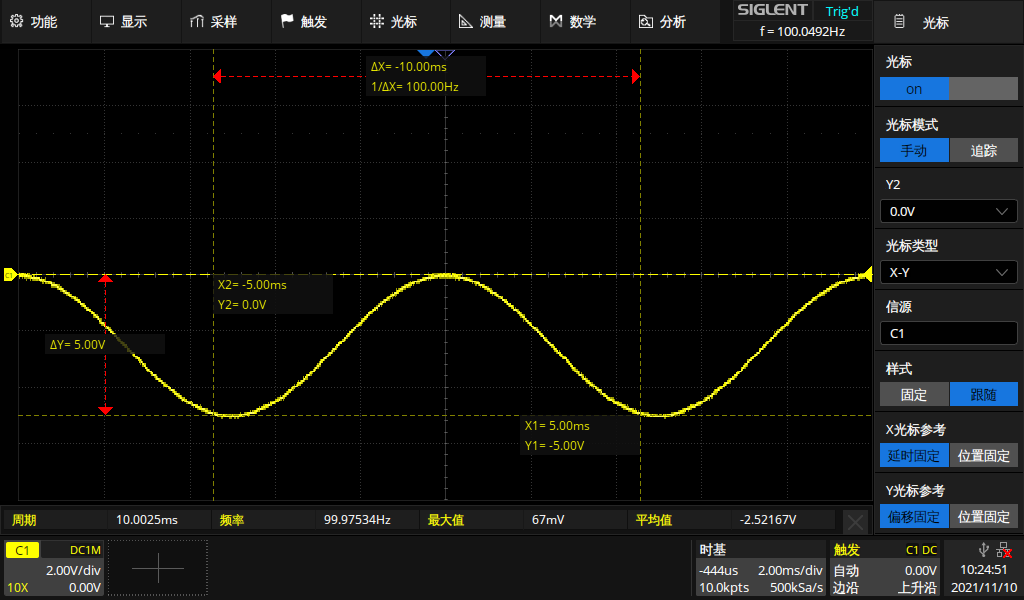 功能 显示 采样 触发 光标 测量 数学 分析 SIGLENT Trig'd 光标
f = 100.0492Hz
光标
on
光标模式
手动 追踪
Y2
0.0V
光标类型
X-Y
信源
C1
样式
固定 跟随
X光标参考
延时固定 位置固定
Y光标参考
偏移固定 位置固定
ΔX= -10.00ms
1/ΔX= 100.00Hz
C1
X2= -5.00ms
Y2= 0.0V
ΔY= 5.00V
X1= 5.00ms
Y1= -5.00V
周期 10.0025ms 频率 99.97534Hz 最大值 67mV 平均值 -2.52167V
C1 DC1M
2.00V/div
10X 0.00V
时基
-444us 2.00ms/div
10.0kpts 500kSa/s
触发 C1 DC
自动 0.00V
边沿 上升沿
10:24:51
2021/11/10